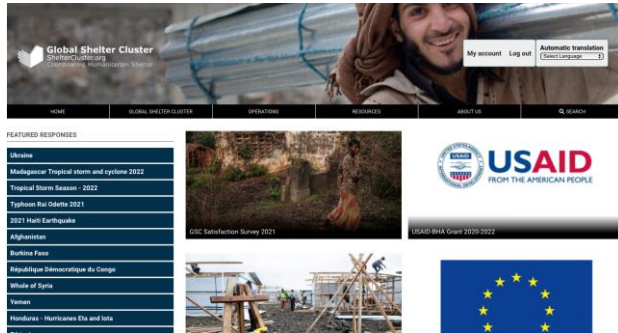 Global Shelter Cluster
ShelterCluster.org
Coordinating Humanitarian Shelter
My account Log out
Automatic translation
Select Language
HOME GLOBAL SHELTER CLUSTER OPERATIONS RESOURCES ABOUT US SEARCH
FEATURED RESPONSES
Ukraine
Madagascar Tropical storm and cyclone 2022
Tropical Storm Season - 2022
Typhoon Rai Odette 2021
2021 Haiti Earthquake
Afghanistan
Burkina Faso
République Démocratique du Congo
Whole of Syria
Yemen
Honduras - Hurricanes Eta and Iota
GSC Satisfaction Survey 2021
USAID
USAID
FROM THE AMERICAN PEOPLE
USAID-BHA Grant 2020-2022